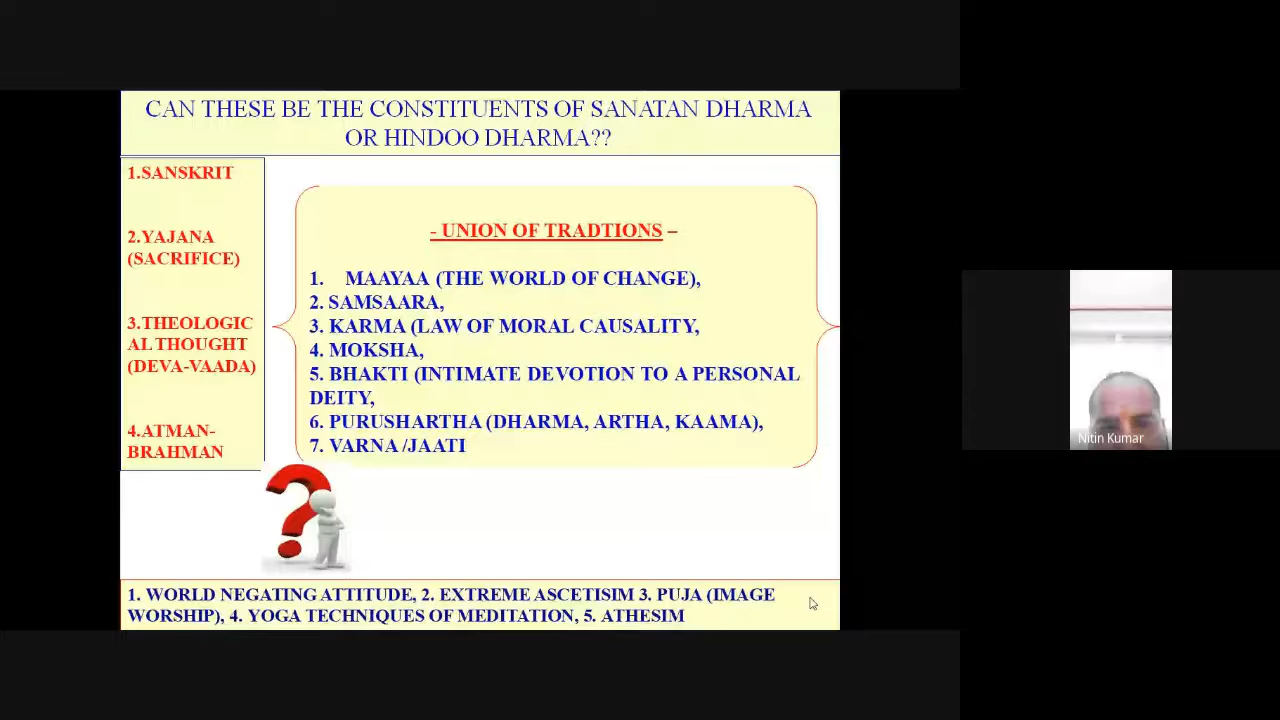 CAN THESE BE THE CONSTITUENTS OF SANATAN DHARMA
OR HINDOO DHARMA??
1.SANSKRIT
2.YAJANA
(SACRIFICE)
3.THEOLOGIC
AL THOUGHT
(DEVA-VAADA)
4.ATMAN-
BRAHMAN
- UNION OF TRADTIONS –
1. MAAYAA (THE WORLD OF CHANGE),
2. SAMSAARA,
3. KARMA (LAW OF MORAL CAUSALITY,
4. MOKSHA,
5. BHAKTI (INTIMATE DEVOTION TO A PERSONAL
DEITY,
6. PURUSHARTHA (DHARMA, ARTHA, KAAMA),
7. VARNA /JAATI
1. WORLD NEGATING ATTITUDE, 2. EXTREME ASCETISIM 3. PUJA (IMAGE
WORSHIP), 4. YOGA TECHNIQUES OF MEDITATION, 5. ATHESIM
Nitin Kumar